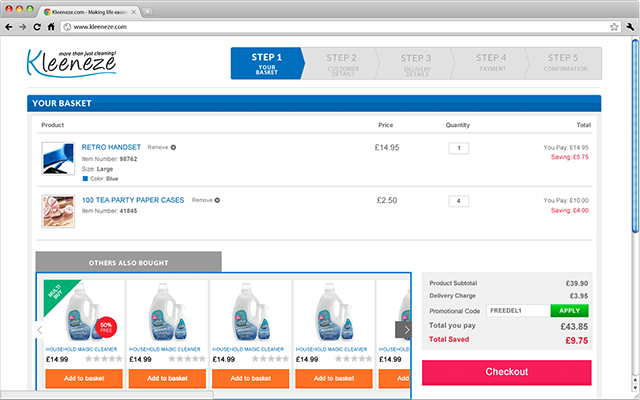 Kleeneze.com - Making life easie
www.kleeneze.com
more than just cleaning!
Kleeneze
STEP 1
YOUR
BASKET
STEP 2
CUSTOMER
DETAILS
STEP 3
DELIVERY
DETAILS
STEP 4
PAYMENT
STEP 5
CONFIRMATION
YOUR BASKET
Product Price Quantity Total
RETRO HANDSET Remove £14.95 1 You Pay: £14.95
Item Number: 98762 Saving: £5.75
Size: Large
Color: Blue
100 TEA PARTY PAPER CASES Remove £2.50 4 You Pay: £10.00
Item Number: 41845 Saving: £4.00
OTHERS ALSO BOUGHT
MULTI
BUY
50%
FREE
HOUSEHOLD MAGIC CLEANER HOUSEHOLD MAGIC CLEANER HOUSEHOLD MAGIC CLEANER HOUSEHOLD MAGIC CLEANER HOUSEH
£14.99 £14.99 £14.99 £14.99 £14.99
Add to basket Add to basket Add to basket Add to basket Add
Product Subtotal £39.90
Delivery Charge £3.95
Promotional Code FREEDEL1 APPLY
Total you pay £43.85
Total Saved £9.75
Checkout